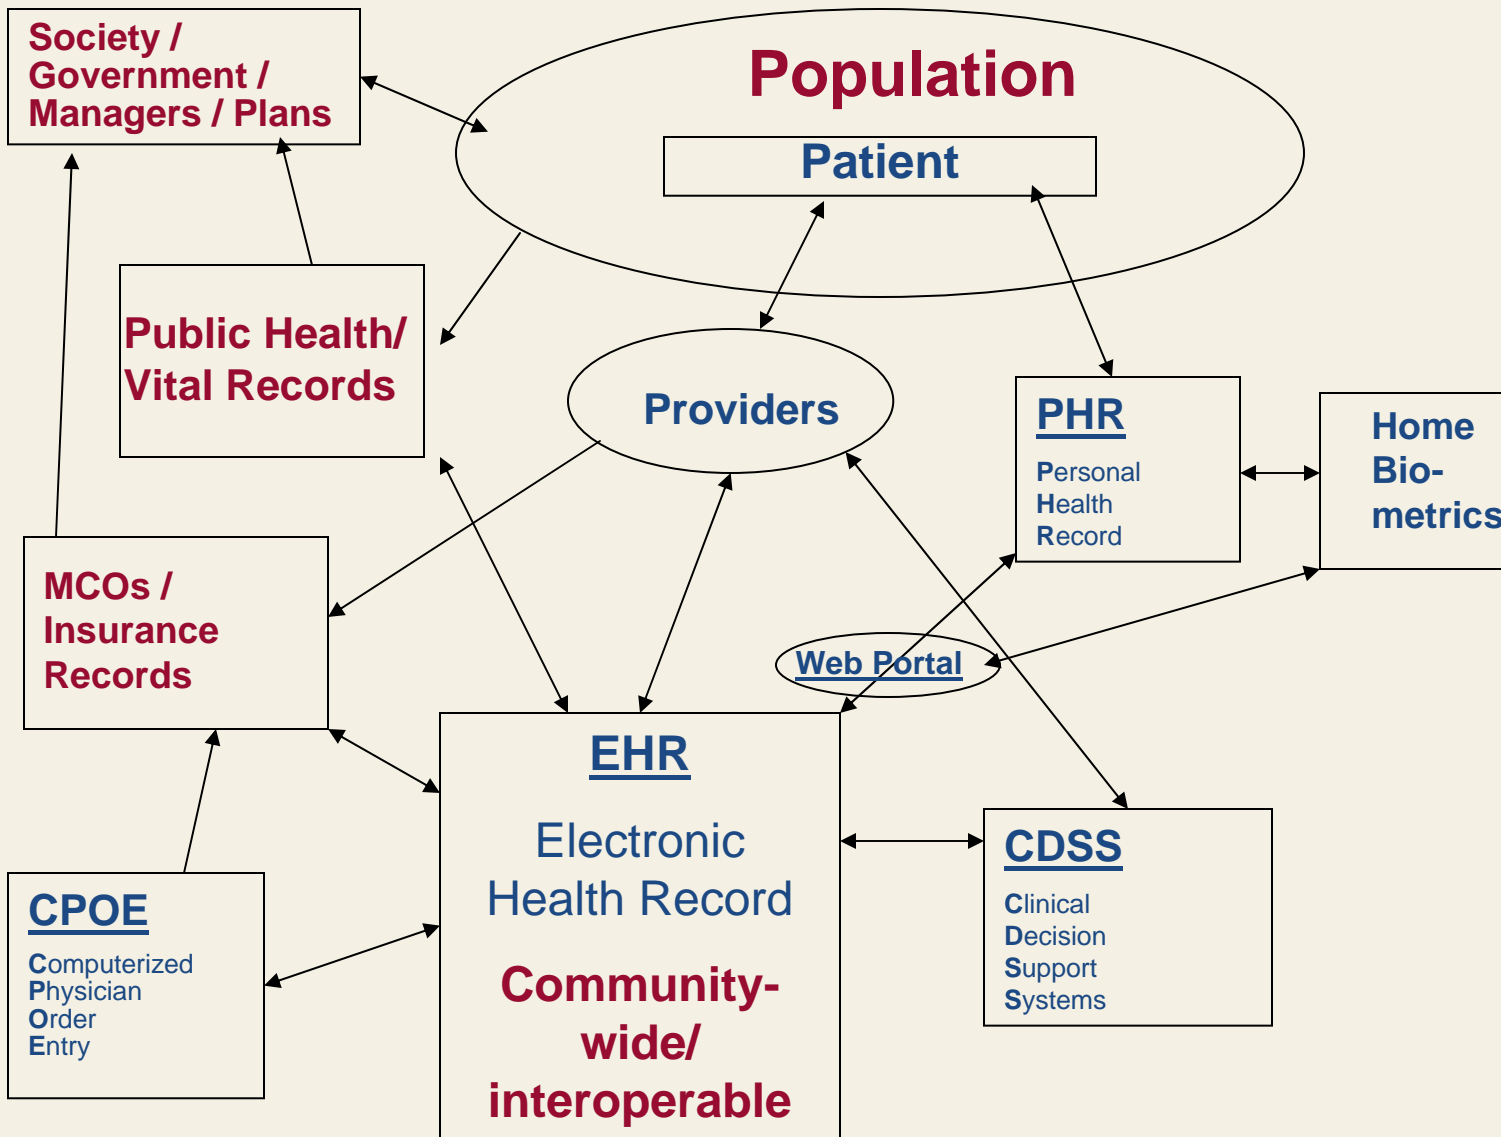 Society /
Government /
Managers / Plans
Population
Patient
Public Health/
Vital Records
Providers
PHR
Personal
Health
Record
Home
Bio-
metrics
MCOs /
Insurance
Records
Web Portal
EHR
Electronic
Health Record
Community-
wide/
interoperable
CDSS
Clinical
Decision
Support
Systems
CPOE
Computerized
Physician
Order
Entry